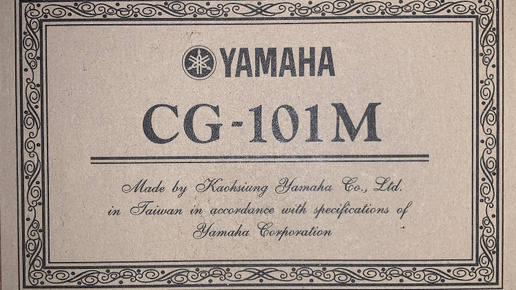 YAMAHA
CG-101M
Made by Kaohsiung Yamaha Co., Ltd.
in Taiwan in accordance with specifications of
Yamaha Corporation